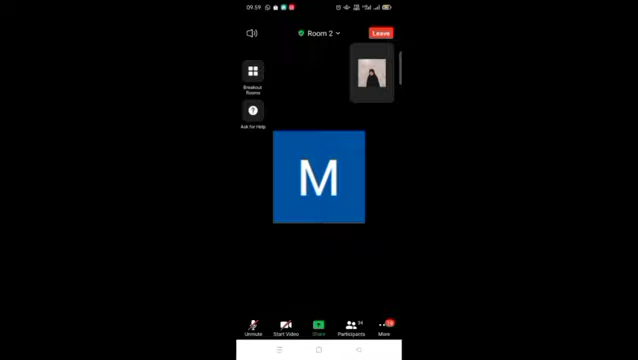 09.59
Room 2
Leave
Breakout
Rooms
Ask for Help
M
Unmute
Start Video
Share
Participants
More